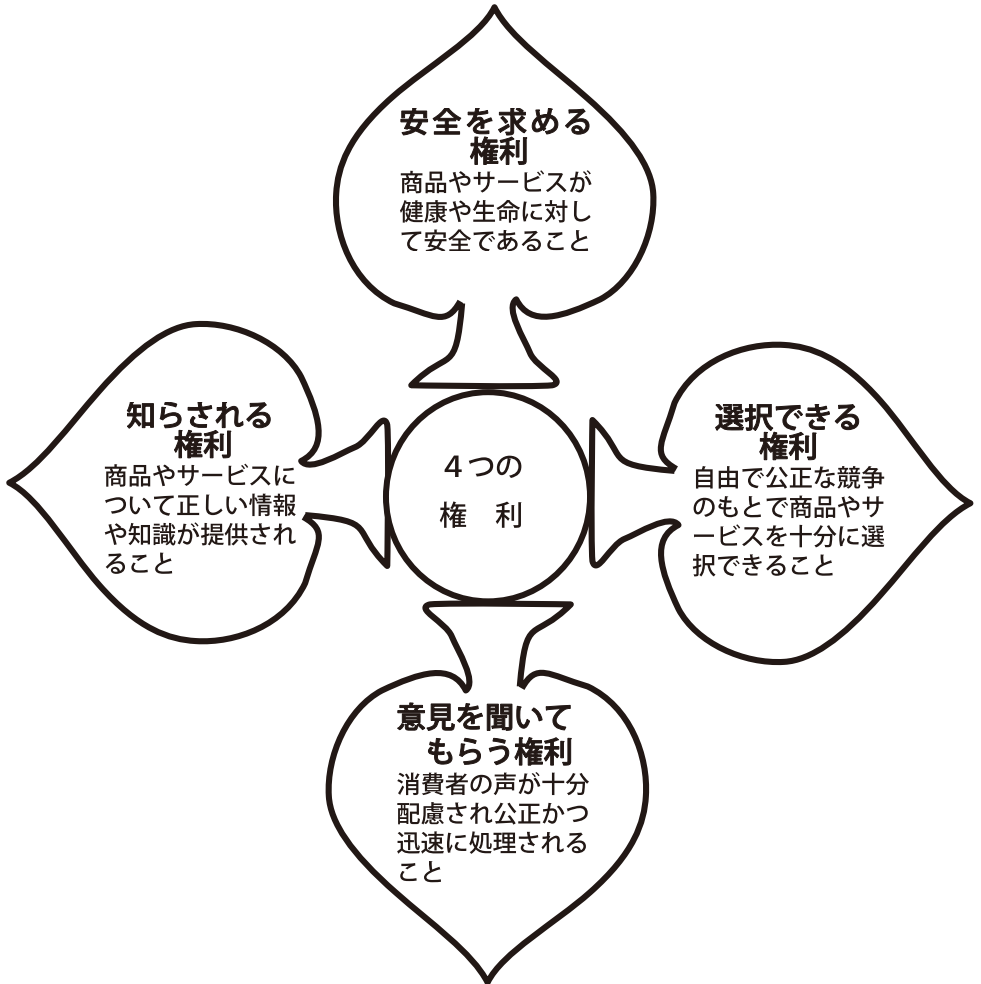 安全を求める
権利
商品やサービスが
健康や生命に対し
て安全であること
知らされる
権利
商品やサービスに
ついて正しい情報
や知識が提供され
ること
４つの
権　利
選択できる
権利
自由で公正な競争
のもとで商品やサ
ービスを十分に選
択できること
意見を聞いて
もらう権利
消費者の声が十分
配慮され公正かつ
迅速に処理される
こと